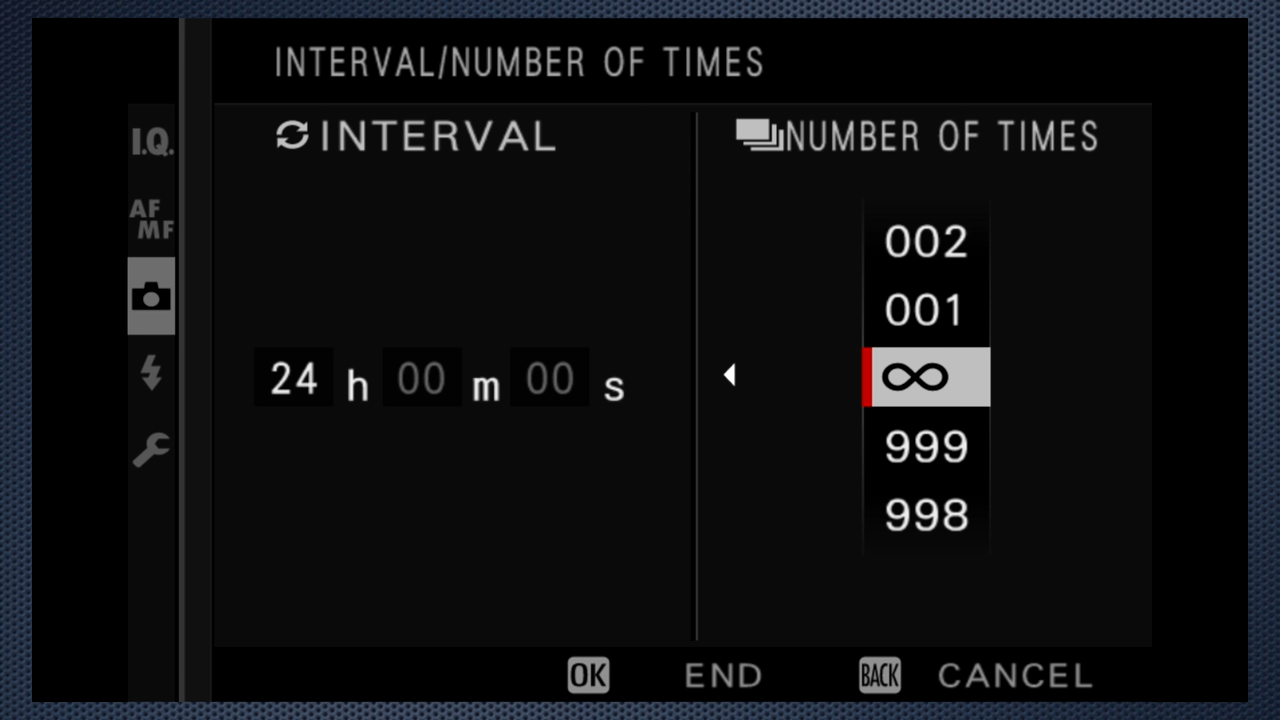 INTERVAL/NUMBER OF TIMES
I.Q.
AF
MF
INTERVAL
24 h 00 m 00 s
NUMBER OF TIMES
002
001
∞
999
998
OK END BACK CANCEL